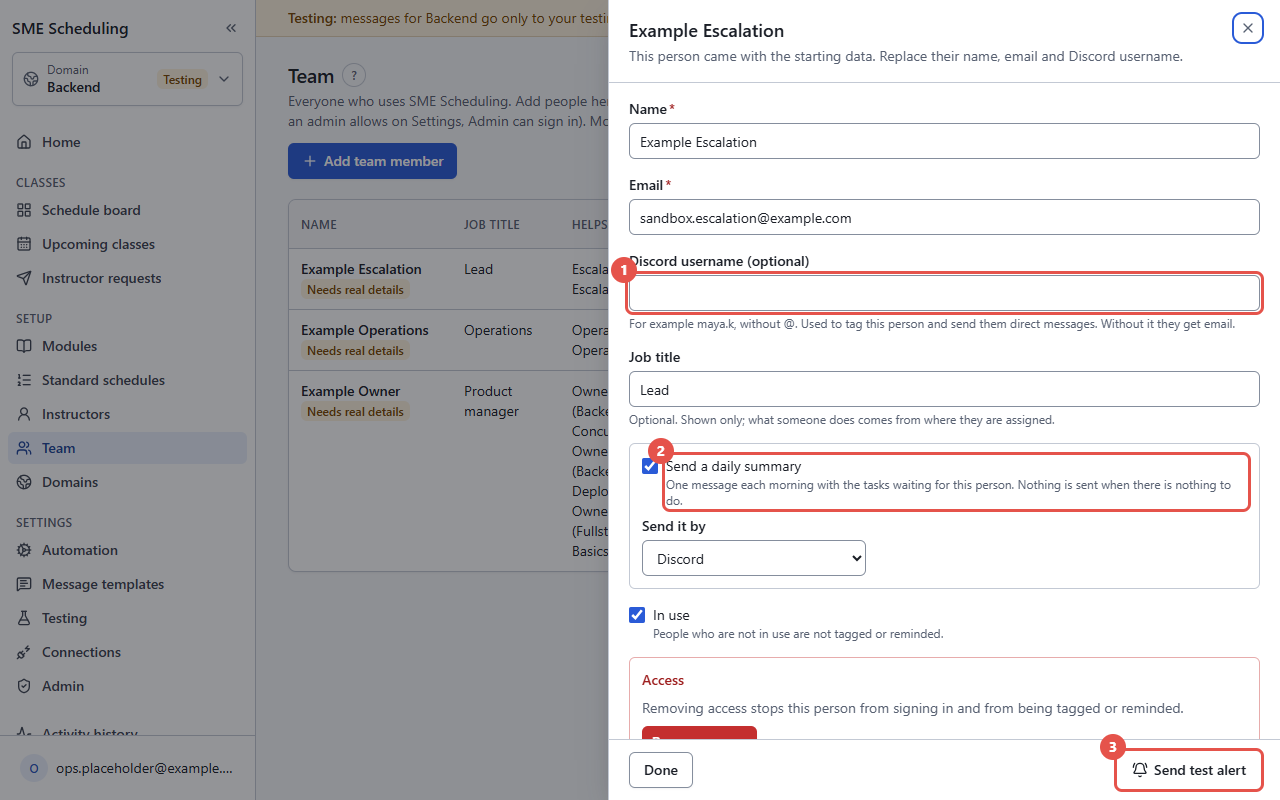 SME Scheduling
Domain
Backend
Testing
Home
CLASSES
Schedule board
Upcoming classes
Instructor requests
SETUP
Modules
Standard schedules
Instructors
Team
Domains
SETTINGS
Automation
Message templates
Testing
Connections
Admin
Activity history
O
ops.placeholder@example....
Testing: messages for Backend go only to your testin
Team
?
Everyone who uses SME Scheduling. Add people her
an admin allows on Settings, Admin can sign in). Mo
Add team member
NAME
JOB TITLE
HELPS
Example Escalation
Needs real details
Lead
Escala
Escala
Example Operations
Needs real details
Operations
Opera
Opera
Example Owner
Needs real details
Product
manager
Owne
(Backe
Concu
Owne
(Backe
Deplo
Owne
(Fullst
Basics
Example Escalation
This person came with the starting data. Replace their name, email and Discord username.
Name*
Example Escalation
Email*
sandbox.escalation@example.com
Discord username (optional)
1
For example maya.k, without @. Used to tag this person and send them direct messages. Without it they get email.
Job title
Lead
Optional. Shown only; what someone does comes from where they are assigned.
2
Send a daily summary
One message each morning with the tasks waiting for this person. Nothing is sent when there is nothing to
do.
Send it by
Discord
In use
People who are not in use are not tagged or reminded.
Access
Removing access stops this person from signing in and from being tagged or reminded.
Done
3
Send test alert